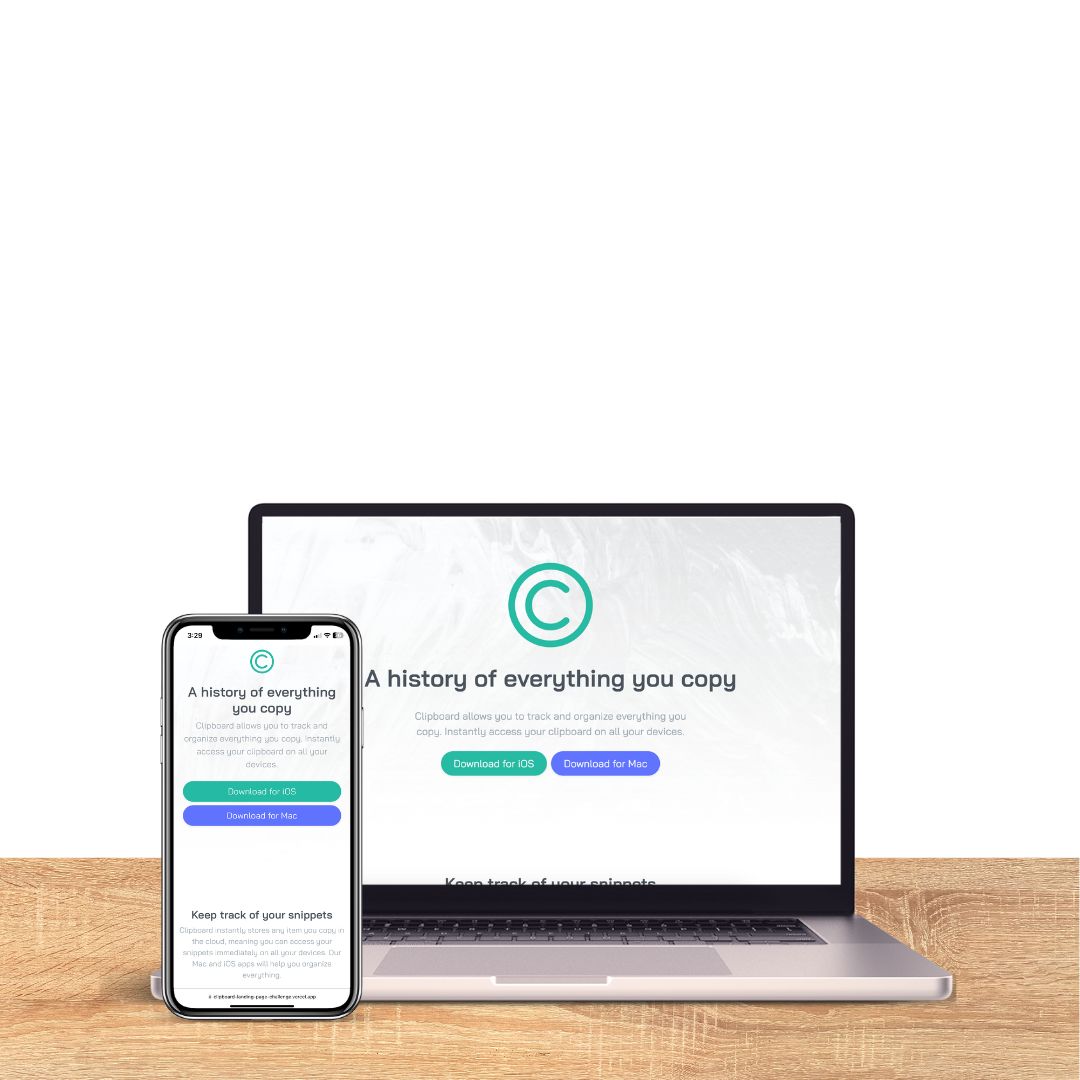 3:29
A history of everything
you copy
Clipboard allows you to track and
organize everything you copy. Instantly
access your clipboard on all your
devices.
Download for iOS
Download for Mac
Keep track of your snippets
Clipboard instantly stores any item you copy in
the cloud, meaning you can access your
snippets immediately on all your devices. Our
Mac and iOS apps will help you organize
everything.
clipboard-landing-page-challenge.vercel.app
C
A history of everything you copy
Clipboard allows you to track and organize everything you
copy. Instantly access your clipboard on all your devices.
Download for iOS
Download for Mac
Keep track of your snippets